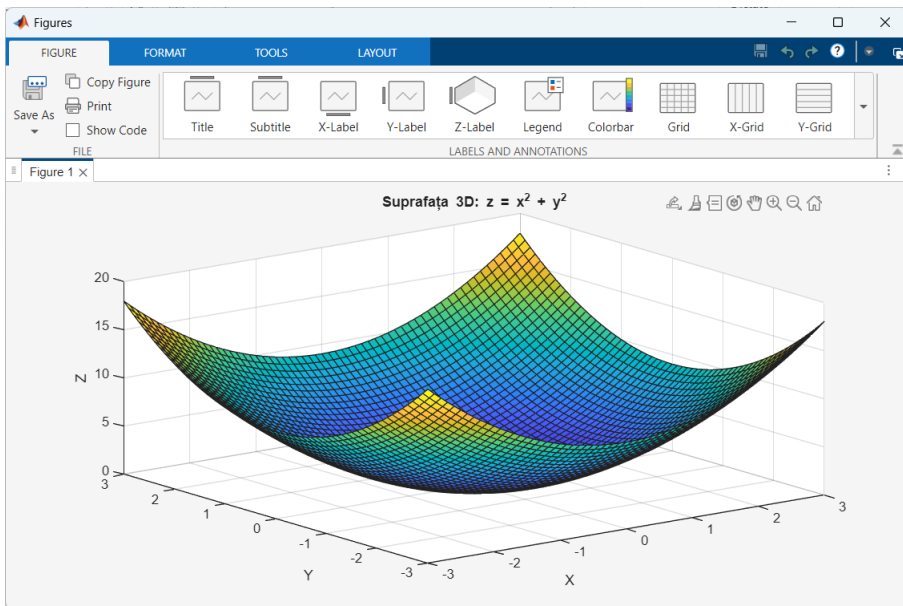 Figures
FIGURE FORMAT TOOLS LAYOUT
Save As
Copy Figure
Print
Show Code
FILE
Title Subtitle X-Label Y-Label Z-Label Legend Colorbar Grid X-Grid Y-Grid
LABELS AND ANNOTATIONS
Figure 1
Suprafața 3D: z = x² + y²
20
15
10
5
0
Z
3 2 1 0 -1 -2 -3
Y
-3 -2 -1 0 1 2 3
X